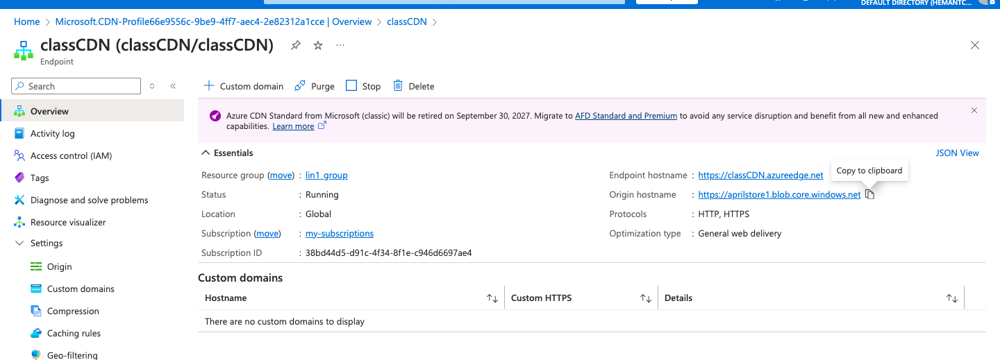 DEFAULT DIRECTORY (HEMANTC...
Home > Microsoft.CDN-Profile66e9556c-9be9-4ff7-aec4-2e82312a1cce | Overview > classCDN >
classCDN (classCDN/classCDN) ...
Endpoint
Search
Custom domain Purge Stop Delete
Overview
Azure CDN Standard from Microsoft (classic) will be retired on September 30, 2027. Migrate to AFD Standard and Premium to avoid any service disruption and benefit from all new and enhanced
capabilities. Learn more
Activity log
Access control (IAM)
Tags
Diagnose and solve problems
Resource visualizer
Settings
Origin
Custom domains
Compression
Caching rules
Geo-filtering
Essentials
JSON View
Resource group (move) : lin1_group
Status : Running
Location : Global
Subscription (move) : my-subscriptions
Subscription ID : 38bd44d5-d91c-4f34-8f1e-c946d6697ae4
Copy to clipboard
Endpoint hostname : https://classCDN.azureedge.net
Origin hostname : https://aprilstore1.blob.core.windows.net
Protocols : HTTP, HTTPS
Optimization type : General web delivery
Custom domains
Hostname Custom HTTPS Details
There are no custom domains to display